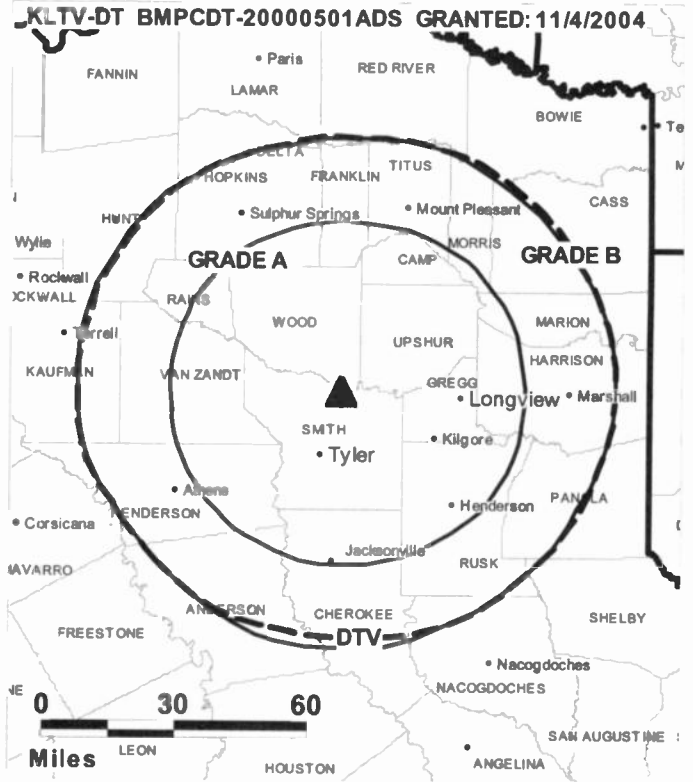 KLTV-DT BMPCDT-20000501ADS GRANTED: 11/4/2004
Paris
FANNIN
RED RIVER
LAMAR
BOWIE
Te
DELTA
TITUS
HOPKINS
FRANKLIN
CASS
Sulphur Springs
Mount Pleasant
HUNT
Wylie
MORRIS
GRADE A
GRADE B
CAMP
Rockwall
OCKWALL
RAINS
WOOD
MARION
Terrell
UPSHUR
HARRISON
KAUFMAN
VAN ZANDT
GREGG
Longview
Marshall
SMITH
Kilgore
Tyler
Athens
PANOLA
Henderson
HENDERSON
Corsicana
Jacksonville
RUSK
NAVARRO
ANDERSON
CHEROKEE
SHELBY
FREESTONE
DTV
Nacogdoches
NACOGDOCHES
NE
0 30 60
Miles
LEON
SAN AUGUSTINE
HOUSTON
ANGELINA